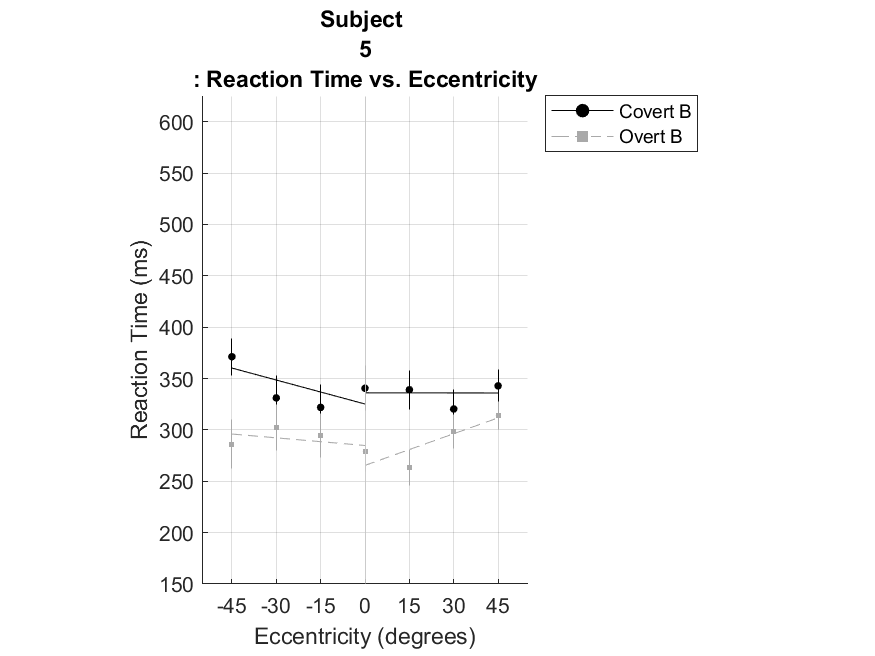 Subject
5
: Reaction Time vs. Eccentricity
Covert B
Overt B
600
550
500
450
400
350
300
250
200
150
Reaction Time (ms)
-45 -30 -15 0 15 30 45
Eccentricity (degrees)